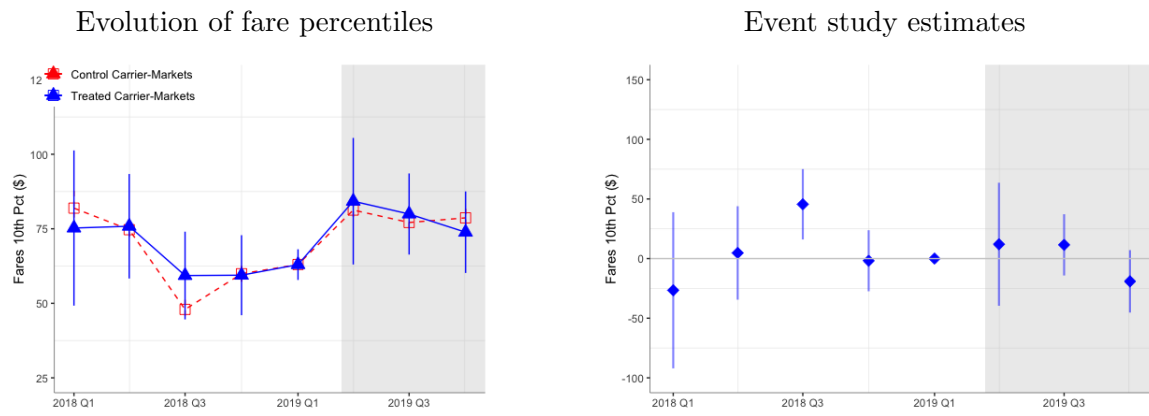 Evolution of fare percentiles
Event study estimates
12
Control Carrier-Markets
Treated Carrier-Markets
100
75
50
25
Fares 10th Pct ($)
2018 Q1
2018 Q3
2019 Q1
2019 Q3
150
100
50
0
-50
-100
Fares 10th Pct ($)
2018 Q1
2018 Q3
2019 Q1
2019 Q3